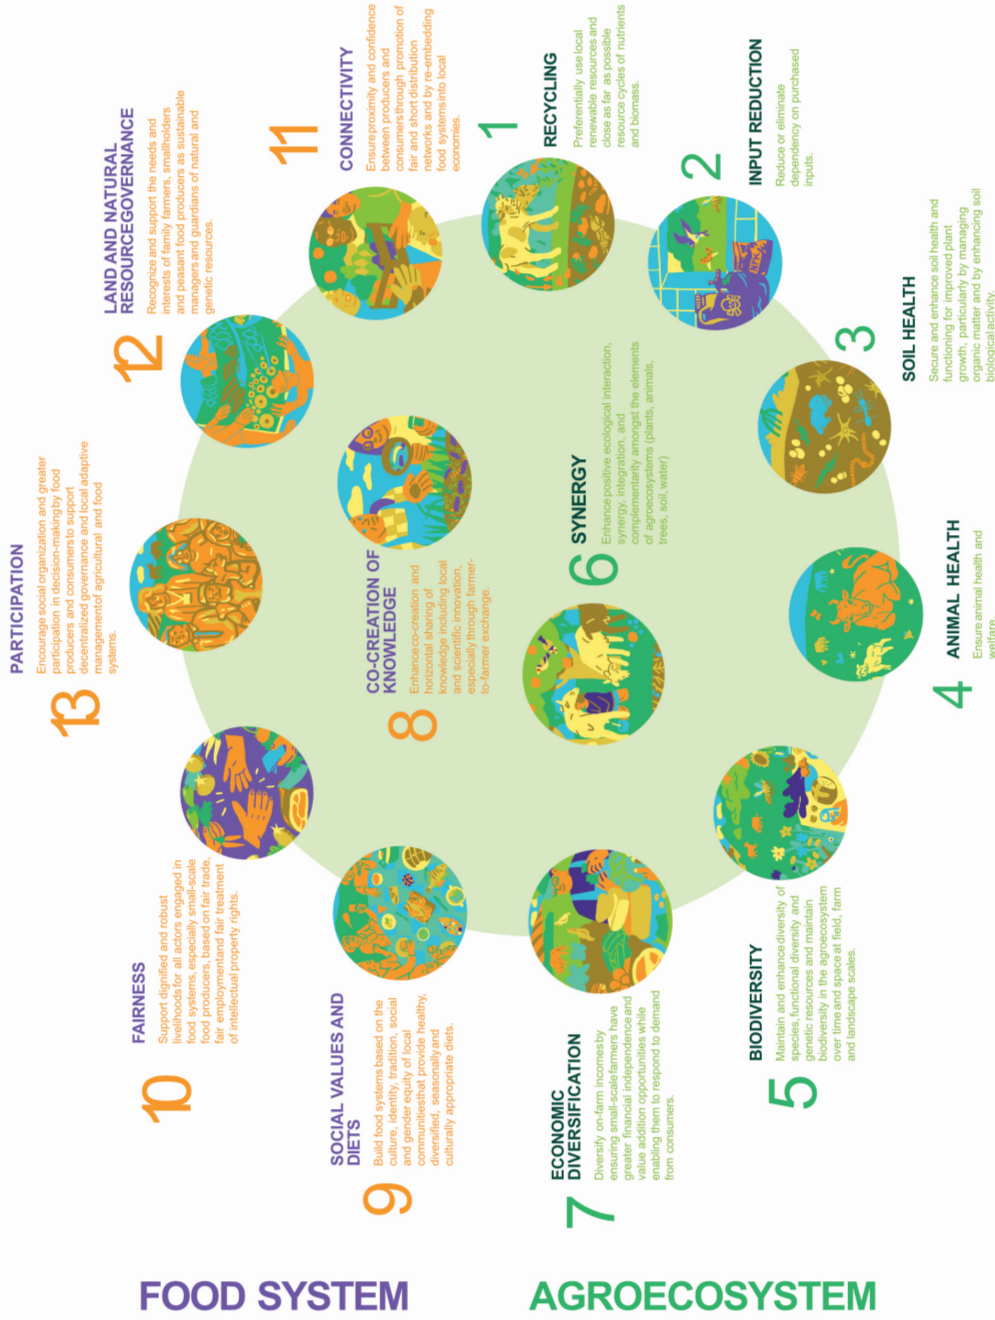 FOOD SYSTEM
10
FAIRNESS
Support dignified and robust
livelihoods for all actors engaged in
food systems, especially small-scale
food producers, based on fair trade,
fair employment and fair treatment
of intellectual property rights.
13
PARTICIPATION
Encourage social organization and greater
participation in decision-making by food
producers and consumers to support
decentralized governance and local adaptive
management of agricultural and food
systems.
12
LAND AND NATURAL
RESOURCEGOVERNANCE
Recognize and support the needs and
interests of family farmers, smallholders
and peasant food producers as sustainable
managers and guardians of natural and
genetic resources.
11
CONNECTIVITY
Ensure proximity and confidence
between producers and
consumers through promotion of
fair and short distribution
networks and by re-embedding
food systems into local
economies.
9
SOCIAL VALUES AND
DIETS
Build food systems based on the
culture, identity, tradition, social
and gender equity of local
communities that provide healthy,
diversified, seasonally and
culturally appropriate diets.
8
CO-CREATION OF
KNOWLEDGE
Enhance co-creation and
horizontal sharing of
knowledge including local
and scientific innovation,
especially through farmer-
to-farmer exchange.
AGROECOSYSTEM
1
RECYCLING
Preferentially use local
renewable resources and
close as far as possible
resource cycles of nutrients
and biomass.
2
INPUT REDUCTION
Reduce or eliminate
dependency on purchased
inputs.
NPK
3
SOIL HEALTH
Secure and enhance soil health and
functioning for improved plant
growth, particularly by managing
organic matter and by enhancing soil
biological activity.
4
ANIMAL HEALTH
Ensure animal health and
welfare.
5
BIODIVERSITY
Maintain and enhance diversity of
species, functional diversity and
genetic resources and maintain
biodiversity in the agroecosystem
over time and space at field, farm
and landscape scales.
6
SYNERGY
Enhance positive ecological interaction,
synergy, integration, and
complementarity amongst the elements
of agroecosystems (plants, animals,
trees, soil, water)
7
ECONOMIC
DIVERSIFICATION
Diversify on-farm incomes by
ensuring small-scale farmers have
greater financial independence and
value addition opportunities while
enabling them to respond to demand
from consumers.